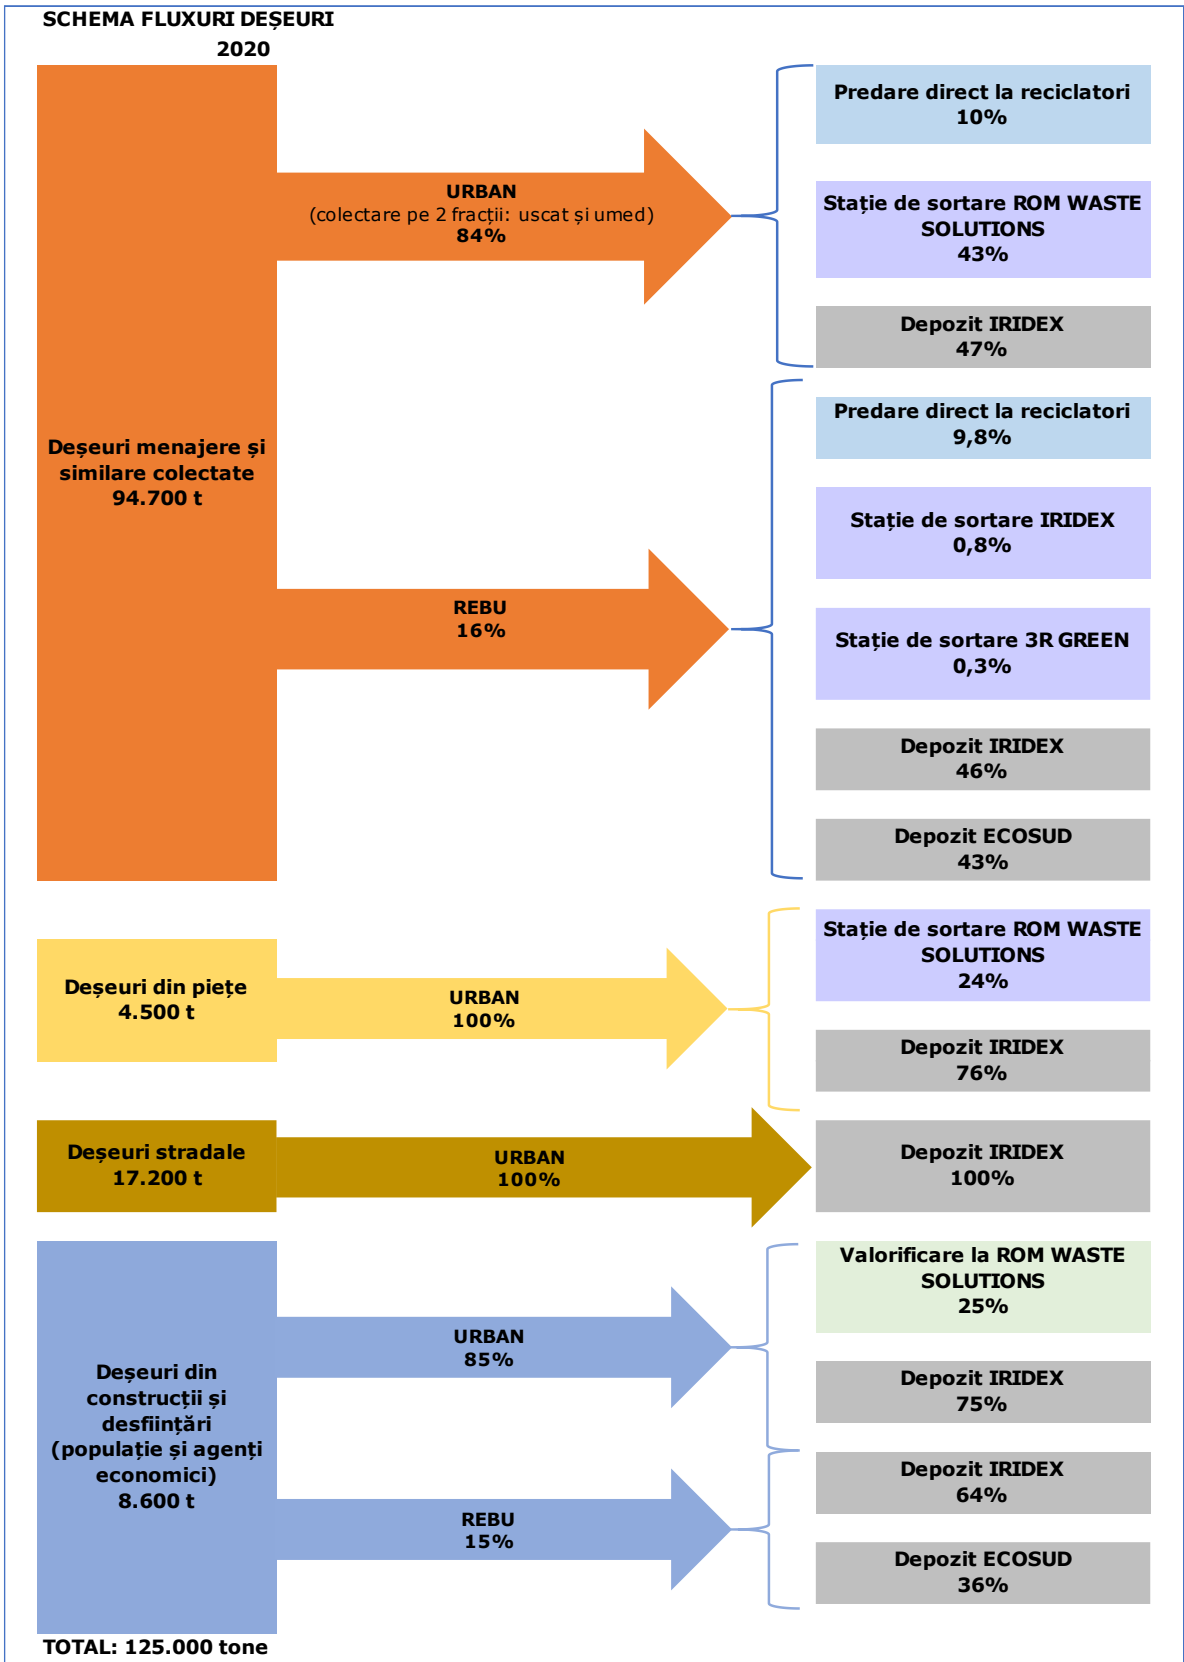 SCHEMA FLUXURI DEȘEURI
2020
Deșeuri menajere și
similare colectate
94.700 t
URBAN
(colectare pe 2 fracții: uscat și umed)
84%
Predare direct la reciclatori
10%
Stație de sortare ROM WASTE
SOLUTIONS
43%
Depozit IRIDEX
47%
REBU
16%
Predare direct la reciclatori
9,8%
Stație de sortare IRIDEX
0,8%
Stație de sortare 3R GREEN
0,3%
Depozit IRIDEX
46%
Depozit ECOSUD
43%
Deșeuri din piețe
4.500 t
URBAN
100%
Stație de sortare ROM WASTE
SOLUTIONS
24%
Depozit IRIDEX
76%
Deșeuri stradale
17.200 t
URBAN
100%
Depozit IRIDEX
100%
Deșeuri din
construcții și
desființări
(populație și agenți
economici)
8.600 t
URBAN
85%
Valorificare la ROM WASTE
SOLUTIONS
25%
Depozit IRIDEX
75%
REBU
15%
Depozit IRIDEX
64%
Depozit ECOSUD
36%
TOTAL: 125.000 tone